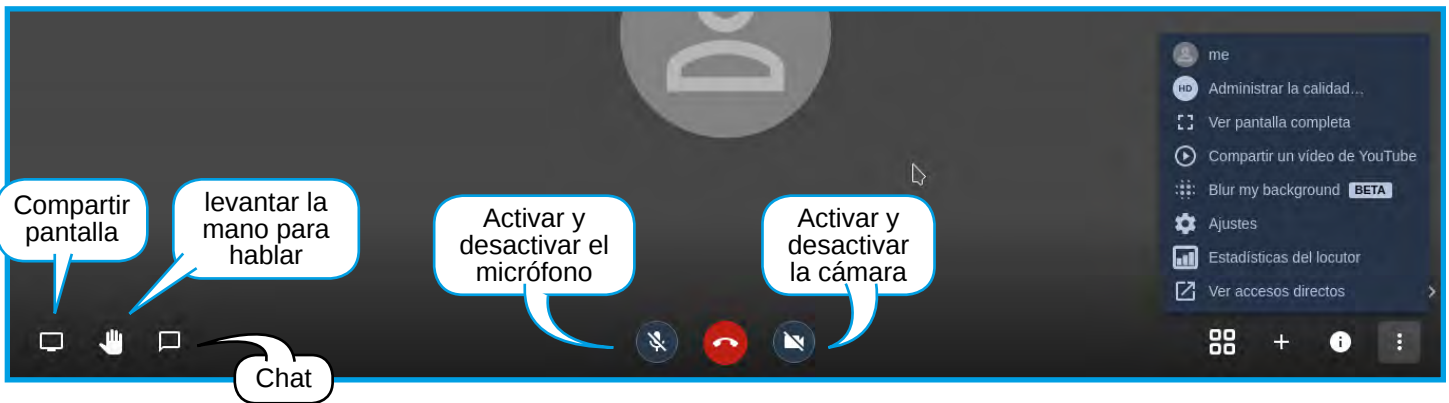 me
HD
Administrar la calidad…
Ver pantalla completa
Compartir un vídeo de YouTube
Blur my background BETA
Ajustes
Estadísticas del locutor
Ver accesos directos
Compartir
pantalla
levantar la
mano para
hablar
Activar y
desactivar el
micrófono
Activar y
desactivar
la cámara
Chat